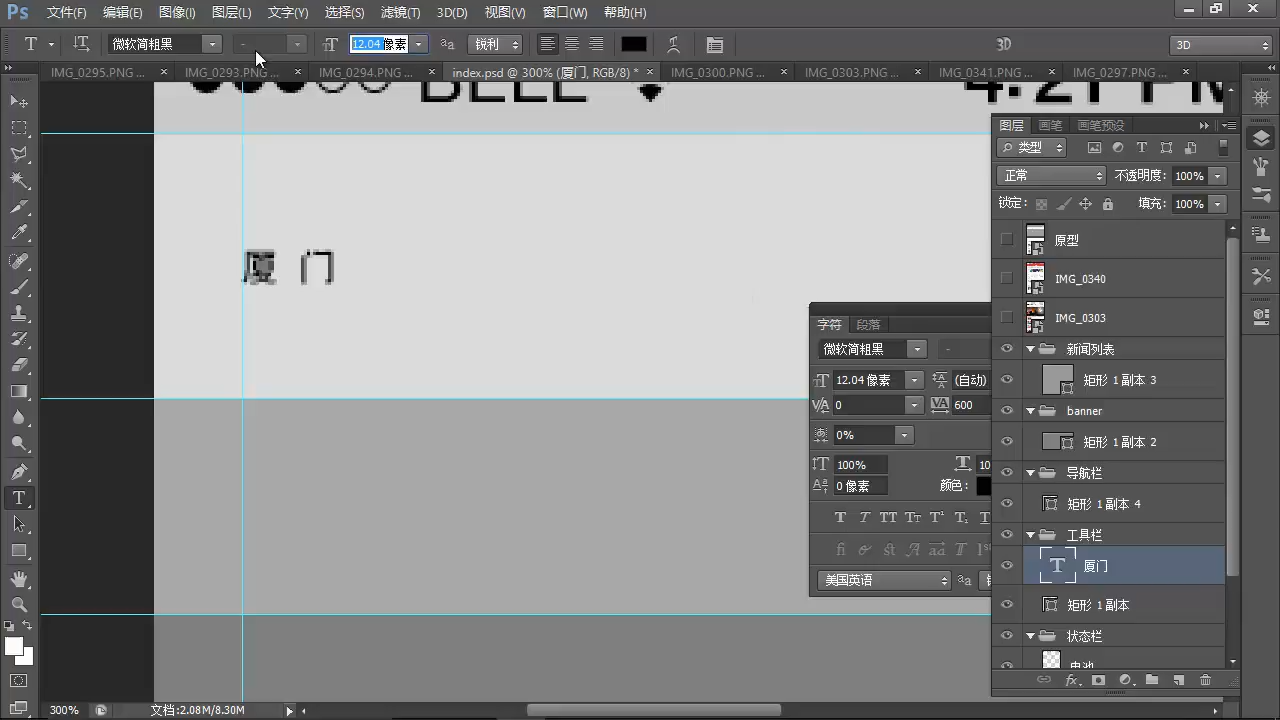 Ps 文件(F) 编辑(E) 图像(I) 图层(L) 文字(Y) 选择(S) 滤镜(T) 3D(D) 视图(V) 窗口(W) 帮助(H)
T 微软简粗黑 - 12.04 像素 aa 锐利 3D 3D
IMG_0295.PNG ... × IMG_0293.PNG ... × IMG_0294.PNG ... × index.psd @ 300% (厦门, RGB/8) * × IMG_0300.PNG ... × IMG_0303.PNG ... × IMG_0341.PNG ... × IMG_0297.PNG ... ×
BELL 4:21 PM
厦 门
图层 画笔 画笔预设
类型
正常 不透明度: 100%
锁定: 填充: 100%
原型
IMG_0340
IMG_0303
新闻列表
矩形 1 副本 3
banner
矩形 1 副本 2
导航栏
矩形 1 副本 4
工具栏
厦门
矩形 1 副本
状态栏
电池
字符 段落
微软简粗黑 -
12.04 像素 (自动)
0 600
0%
100% 10
0 像素 颜色:
美国英语
300% 文档:2.08M/8.30M